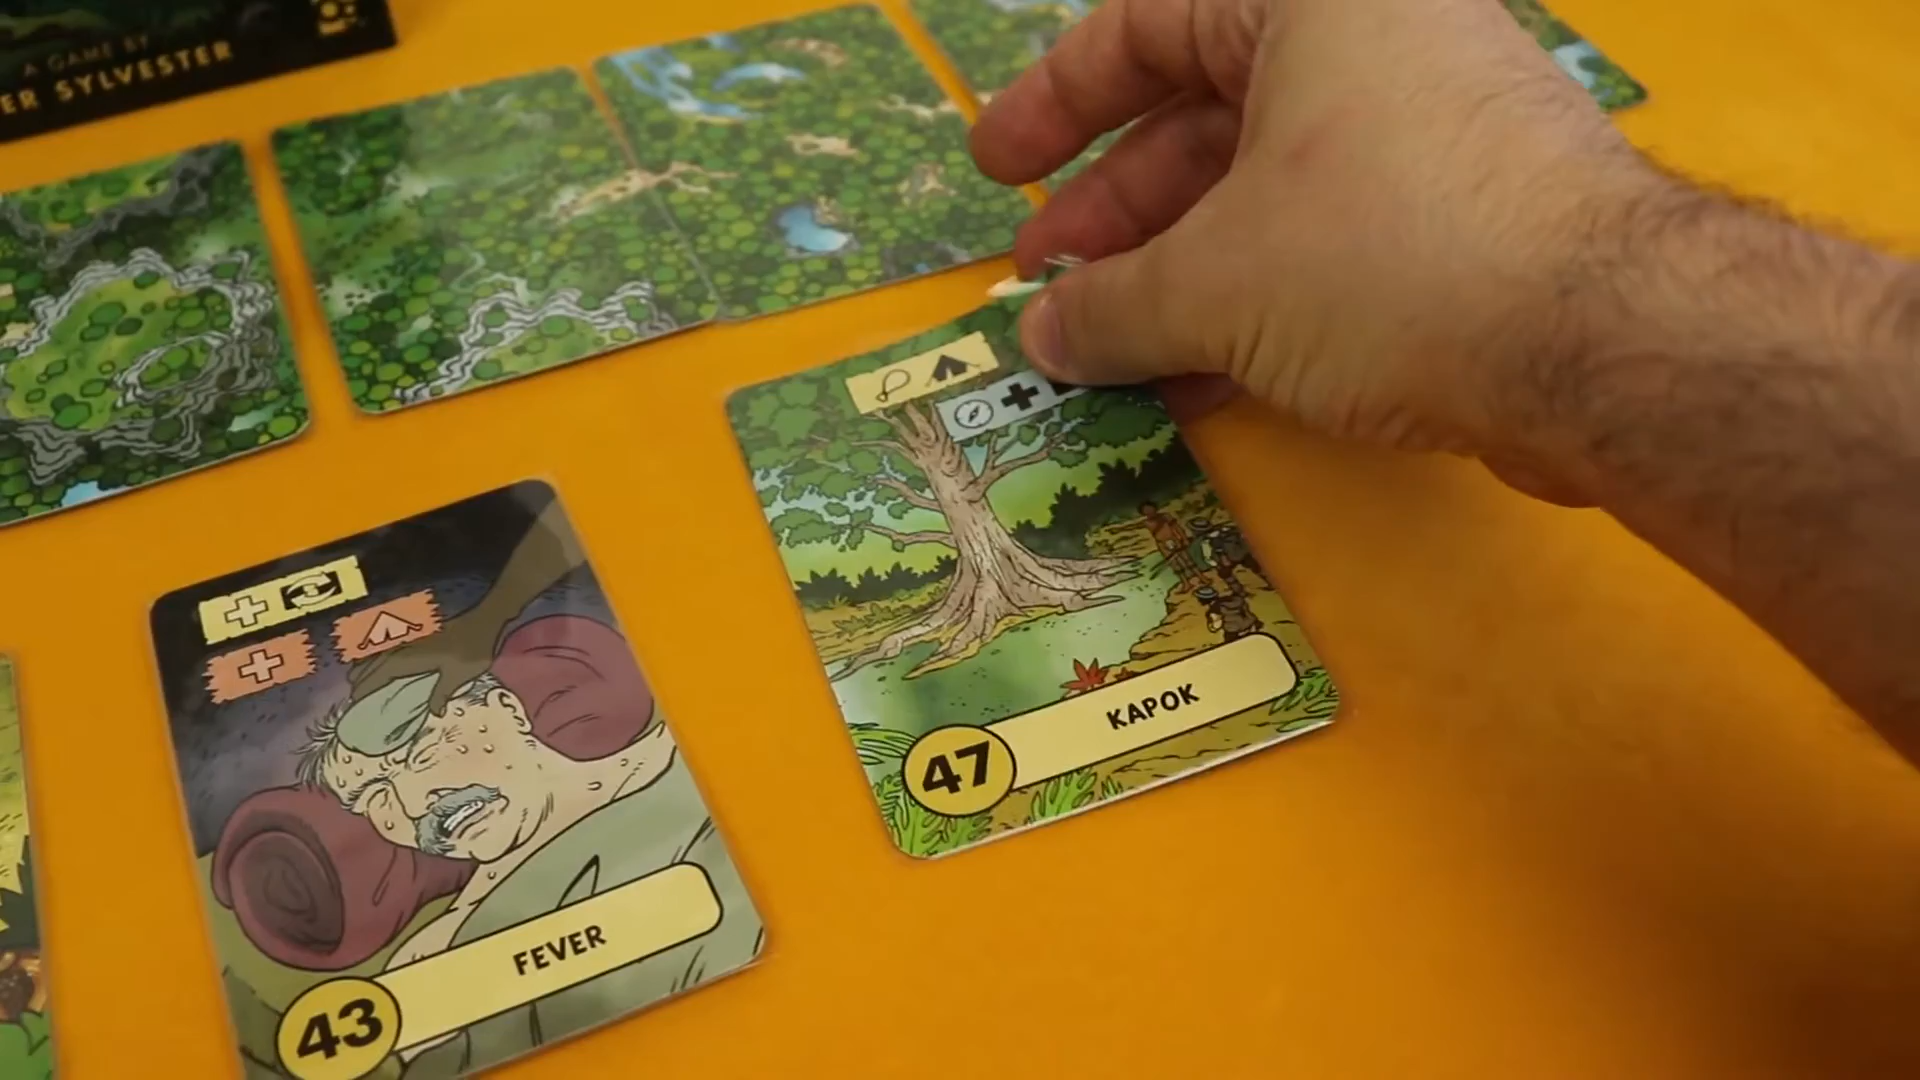 A GAME BY
ER SYLVESTER
KAPOK
47
FEVER
43